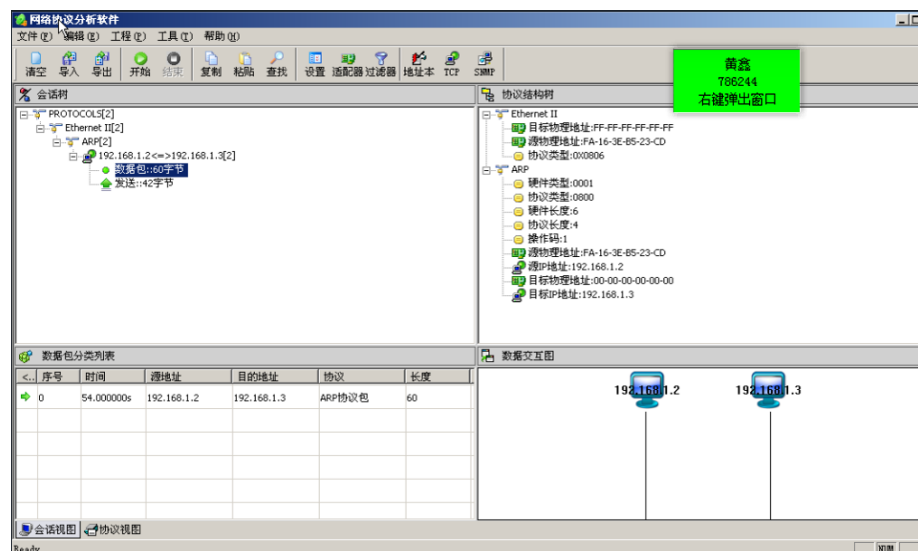 网络协议分析软件
文件(F) 编辑(E) 工程(P) 工具(T) 帮助(H)
清空 导入 导出 开始 结束 复制 粘贴 查找 设置 适配器 过滤器 地址本 TCP SNMP
黄鑫
786244
右键弹出窗口
会话树
PROTOCOLS[2]
Ethernet II[2]
ARP[2]
192.168.1.2<=>192.168.1.3[2]
数据包::60字节
发送::42字节
协议结构树
Ethernet II
目标物理地址:FF-FF-FF-FF-FF-FF
源物理地址:FA-16-3E-B5-23-CD
协议类型:0X0806
ARP
硬件类型:0001
协议类型:0800
硬件长度:6
协议长度:4
操作码:1
源物理地址:FA-16-3E-B5-23-CD
源IP地址:192.168.1.2
目标物理地址:00-00-00-00-00-00
目标IP地址:192.168.1.3
数据包分类列表
<.. 序号 时间 源地址 目的地址 协议 长度
0 54.000000s 192.168.1.2 192.168.1.3 ARP协议包 60
数据交互图
192.168.1.2 192.168.1.3
会话视图 协议视图
Ready NUM